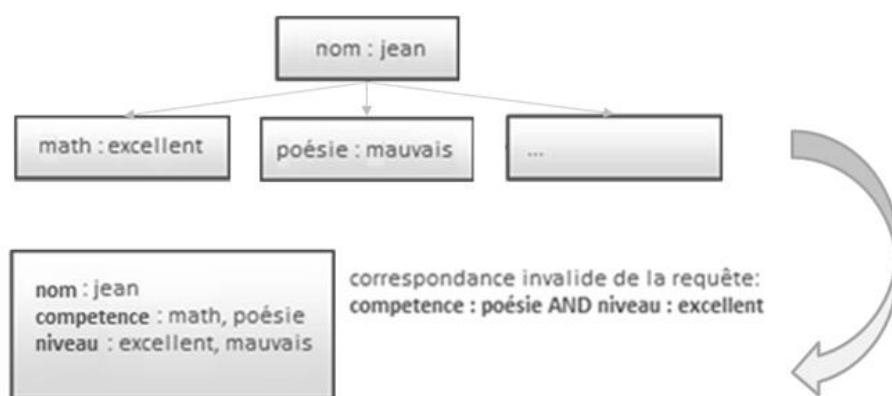 nom : jean
math : excellent
poésie : mauvais
...
nom : jean
competence : math, poésie
niveau : excellent, mauvais
correspondance invalide de la requête:
competence : poésie AND niveau : excellent